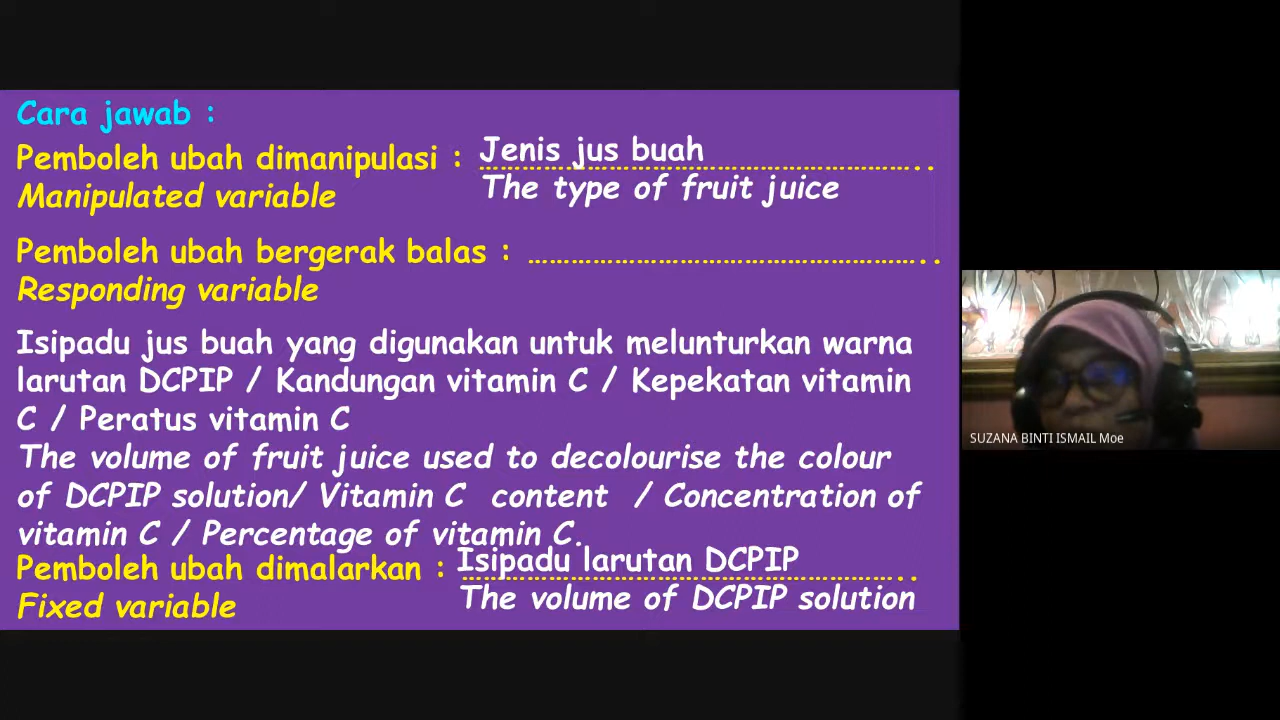 Cara jawab :
Pemboleh ubah dimanipulasi : Jenis jus buah
Manipulated variable The type of fruit juice
Pemboleh ubah bergerak balas : ………………………………………………..
Responding variable
Isipadu jus buah yang digunakan untuk melunturkan warna
larutan DCPIP / Kandungan vitamin C / Kepekatan vitamin
C / Peratus vitamin C
The volume of fruit juice used to decolourise the colour
of DCPIP solution/ Vitamin C content / Concentration of
vitamin C / Percentage of vitamin C.
Pemboleh ubah dimalarkan : Isipadu larutan DCPIP
Fixed variable The volume of DCPIP solution
SUZANA BINTI ISMAIL Moe